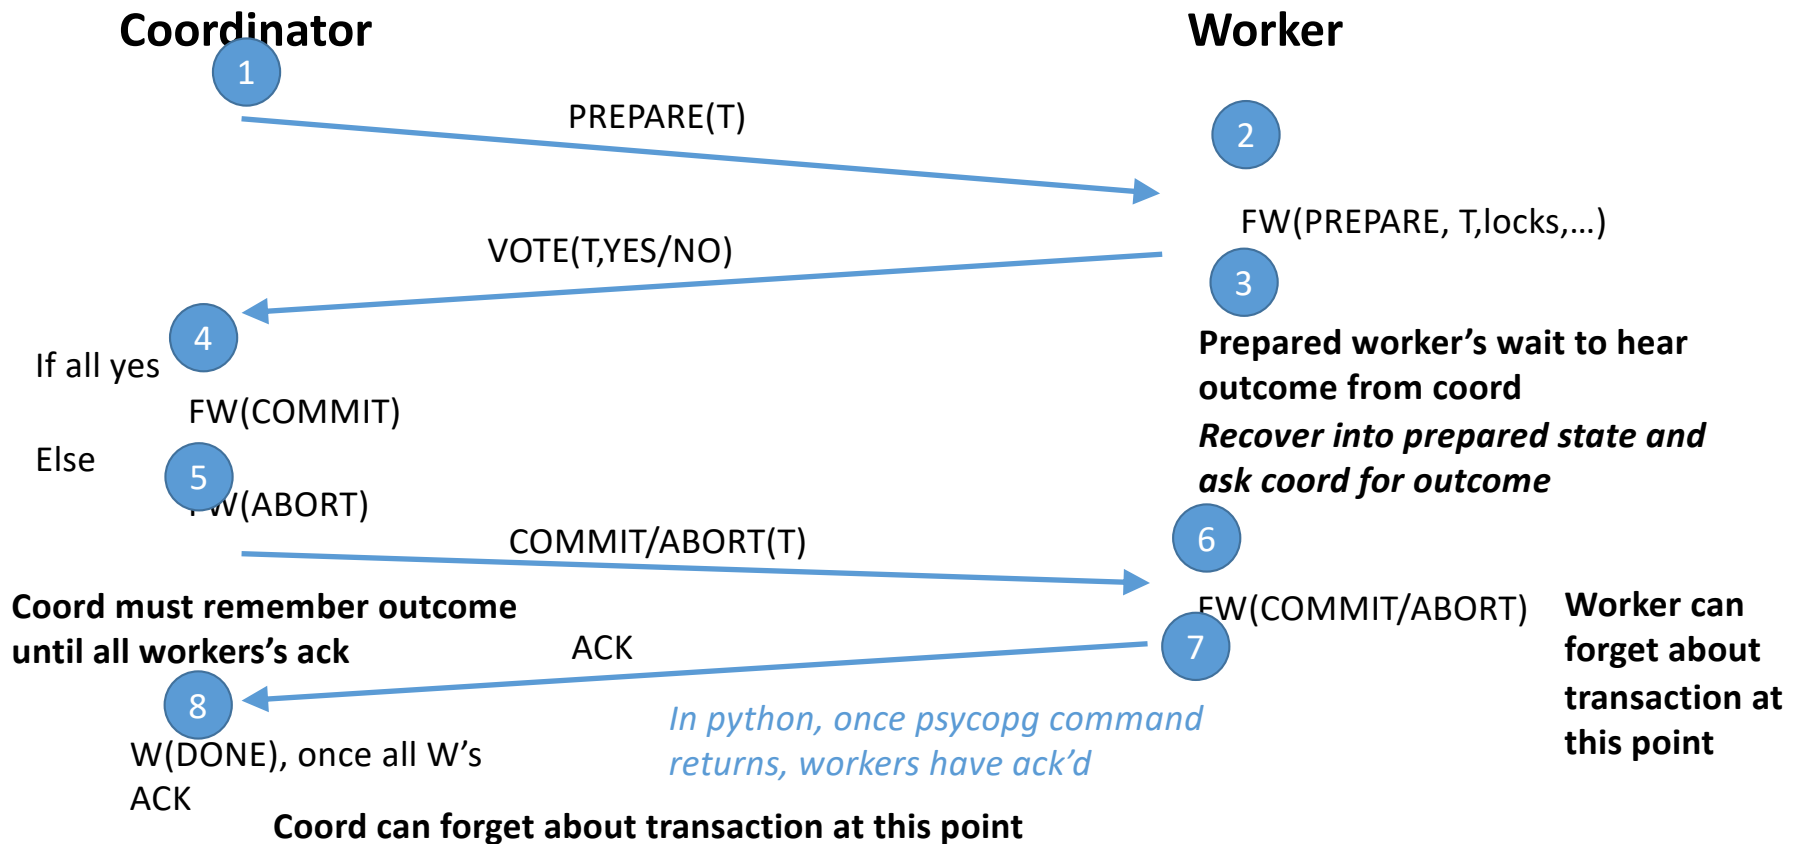 Coordinator
Worker
1
PREPARE(T)
2
FW(PREPARE, T,locks,…)
VOTE(T,YES/NO)
3
4
If all yes
Prepared worker’s wait to hear
outcome from coord
FW(COMMIT)
Recover into prepared state and
ask coord for outcome
Else
5
FW(ABORT)
COMMIT/ABORT(T)
6
Coord must remember outcome
until all workers’s ack
FW(COMMIT/ABORT)
Worker can
forget about
transaction at
this point
ACK
7
8
In python, once psycopg command
returns, workers have ack’d
W(DONE), once all W’s
ACK
Coord can forget about transaction at this point